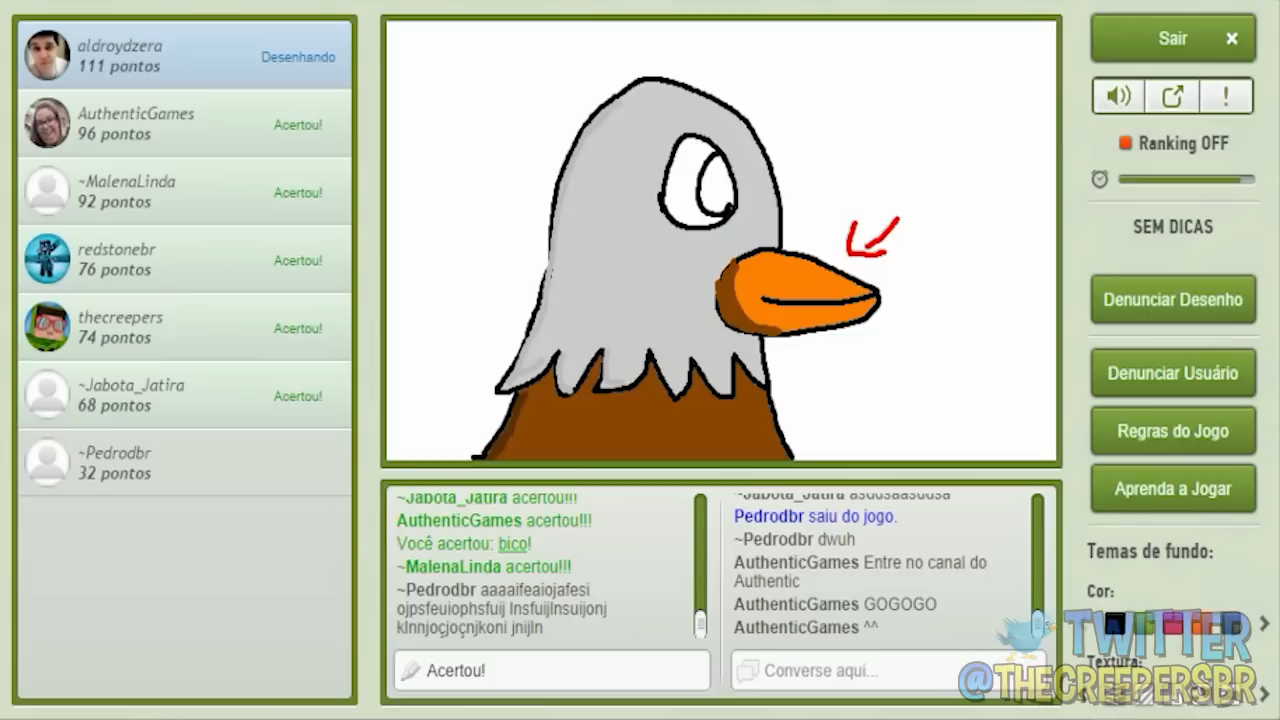 aldroydzera
111 pontos
Desenhando
AuthenticGames
96 pontos
Acertou!
~MalenaLinda
92 pontos
Acertou!
redstonebr
76 pontos
Acertou!
thecreepers
74 pontos
Acertou!
~Jabota_Jatira
68 pontos
Acertou!
~Pedrodbr
32 pontos
~Jabota_Jatira acertou!!!
AuthenticGames acertou!!!
Você acertou: bico!
~MalenaLinda acertou!!!
~Pedrodbr aaaaifeaiojafesi
ojpsfeuiophsfuij lnsfuijlnsuijonj
klnnjoçjoçnjkoni jnijln
Acertou!
~Jabota_Jatira asdusaasdusa
Pedrodbr saiu do jogo.
~Pedrodbr dwuh
AuthenticGames Entre no canal do
Authentic
AuthenticGames GOGOGO
AuthenticGames ^^
Converse aqui...
Sair ×
!
Ranking OFF
SEM DICAS
Denunciar Desenho
Denunciar Usuário
Regras do Jogo
Aprenda a Jogar
Temas de fundo:
Cor:
Textura:
TWITTER
@THECREEPERSBR